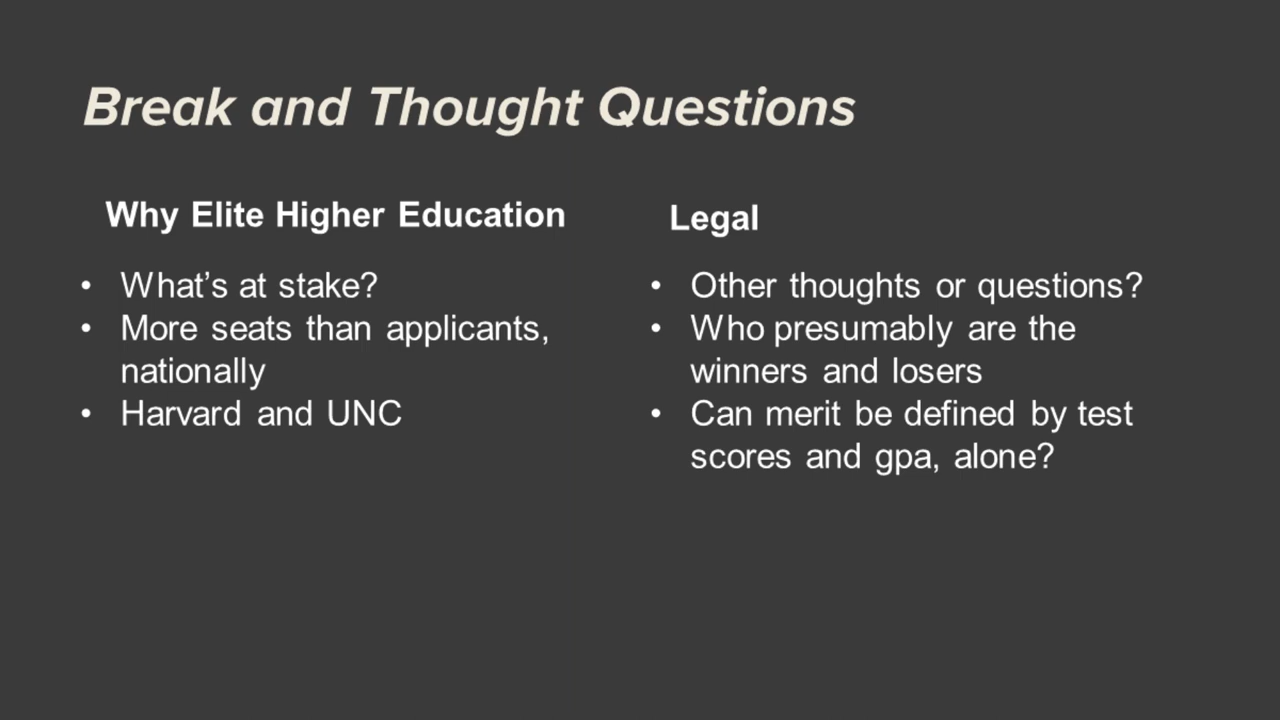 Break and Thought Questions
Why Elite Higher Education
• What’s at stake?
• More seats than applicants,
nationally
• Harvard and UNC
Legal
• Other thoughts or questions?
• Who presumably are the
winners and losers
• Can merit be defined by test
scores and gpa, alone?